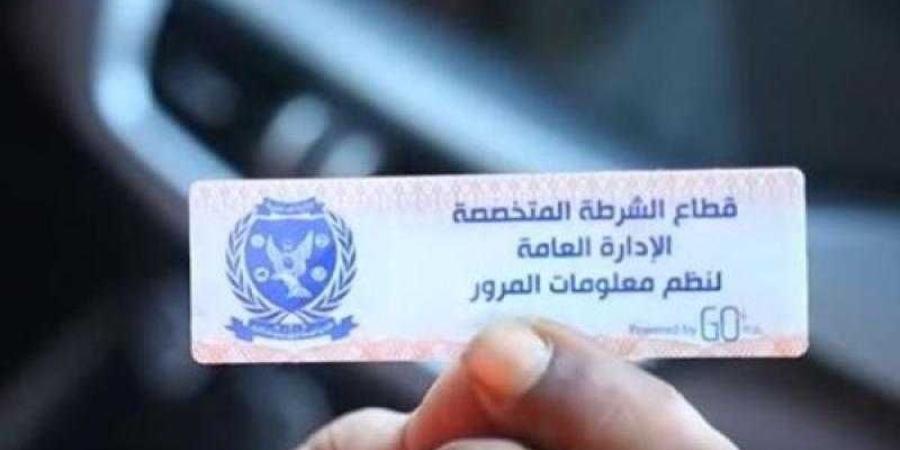 قطاع الشرطة المتخصصة
الإدارة العامة
لنظم معلومات المرور
Powered by GO+